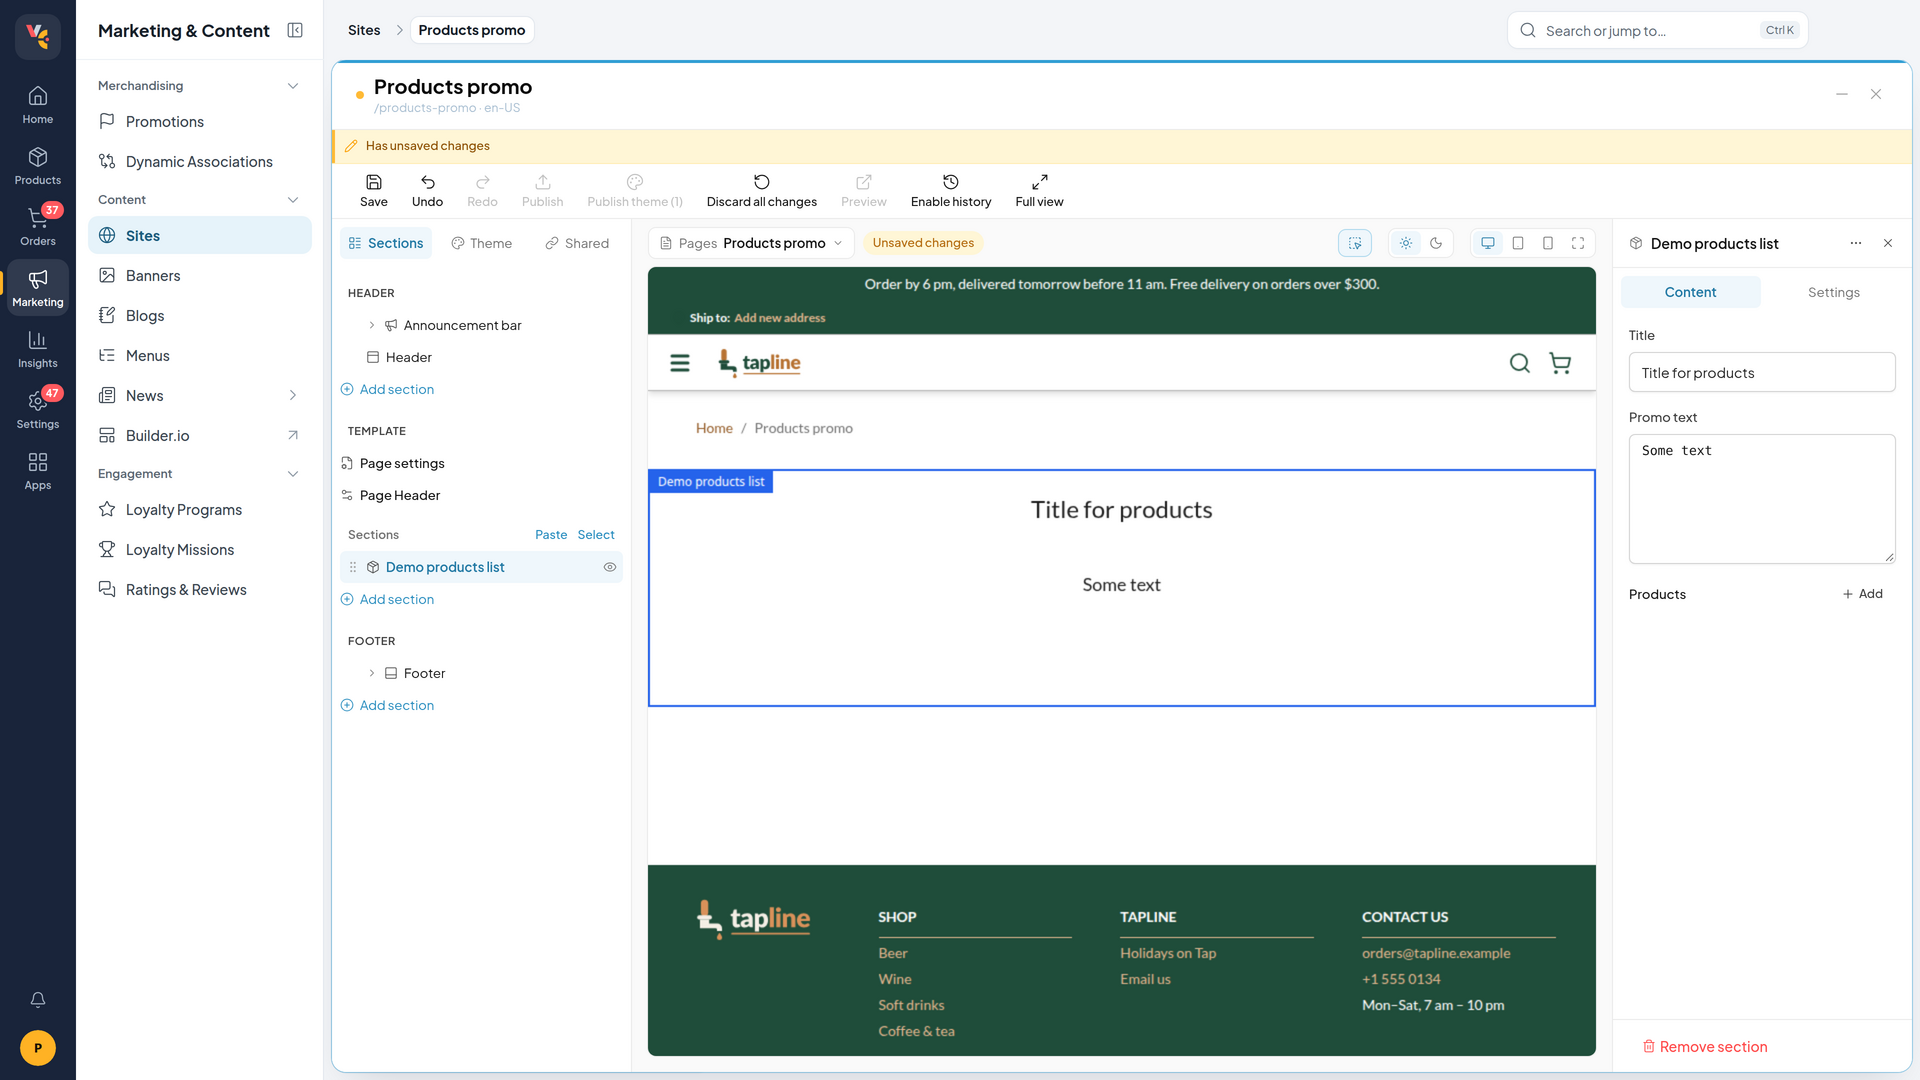 Home
Products
37
Orders
Marketing
Insights
47
Settings
Apps
P
Marketing & Content
Merchandising
Promotions
Dynamic Associations
Content
Sites
Banners
Blogs
Menus
News
Builder.io
Engagement
Loyalty Programs
Loyalty Missions
Ratings & Reviews
Sites
Products promo
Search or jump to...
Ctrl K
Products promo
/products-promo · en-US
Has unsaved changes
Save
Undo
Redo
Publish
Publish theme (1)
Discard all changes
Preview
Enable history
Full view
Sections
Theme
Shared
HEADER
Announcement bar
Header
Add section
TEMPLATE
Page settings
Page Header
Sections
Paste
Select
Demo products list
Add section
FOOTER
Footer
Add section
Pages Products promo
Unsaved changes
Order by 6 pm, delivered tomorrow before 11 am. Free delivery on orders over $300.
Ship to: Add new address
tapline
Home / Products promo
Demo products list
Title for products
Some text
tapline
SHOP
Beer
Wine
Soft drinks
Coffee & tea
TAPLINE
Holidays on Tap
Email us
CONTACT US
orders@tapline.example
+1 555 0134
Mon–Sat, 7 am – 10 pm
Demo products list
Content
Settings
Title
Title for products
Promo text
Some text
Products
Add
Remove section